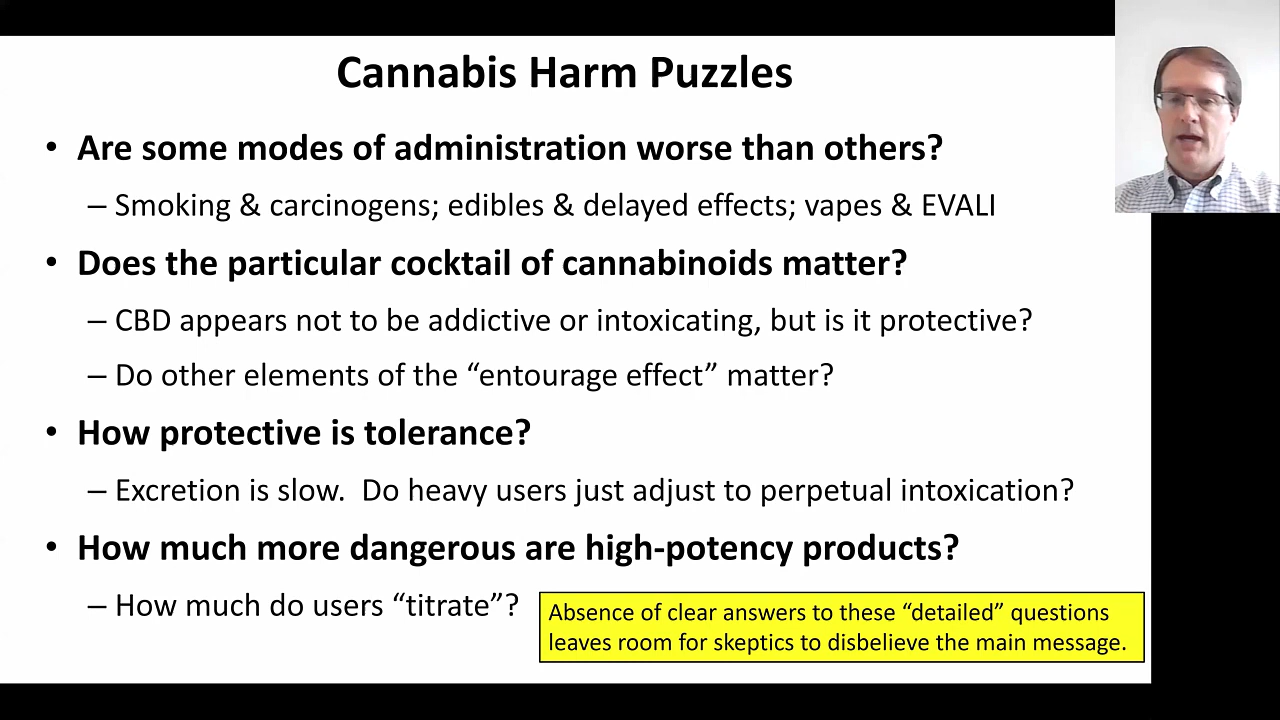 Cannabis Harm Puzzles
• Are some modes of administration worse than others?
– Smoking & carcinogens; edibles & delayed effects; vapes & EVALI
• Does the particular cocktail of cannabinoids matter?
– CBD appears not to be addictive or intoxicating, but is it protective?
– Do other elements of the “entourage effect” matter?
• How protective is tolerance?
– Excretion is slow.  Do heavy users just adjust to perpetual intoxication?
• How much more dangerous are high-potency products?
– How much do users “titrate”?
Absence of clear answers to these “detailed” questions
leaves room for skeptics to disbelieve the main message.